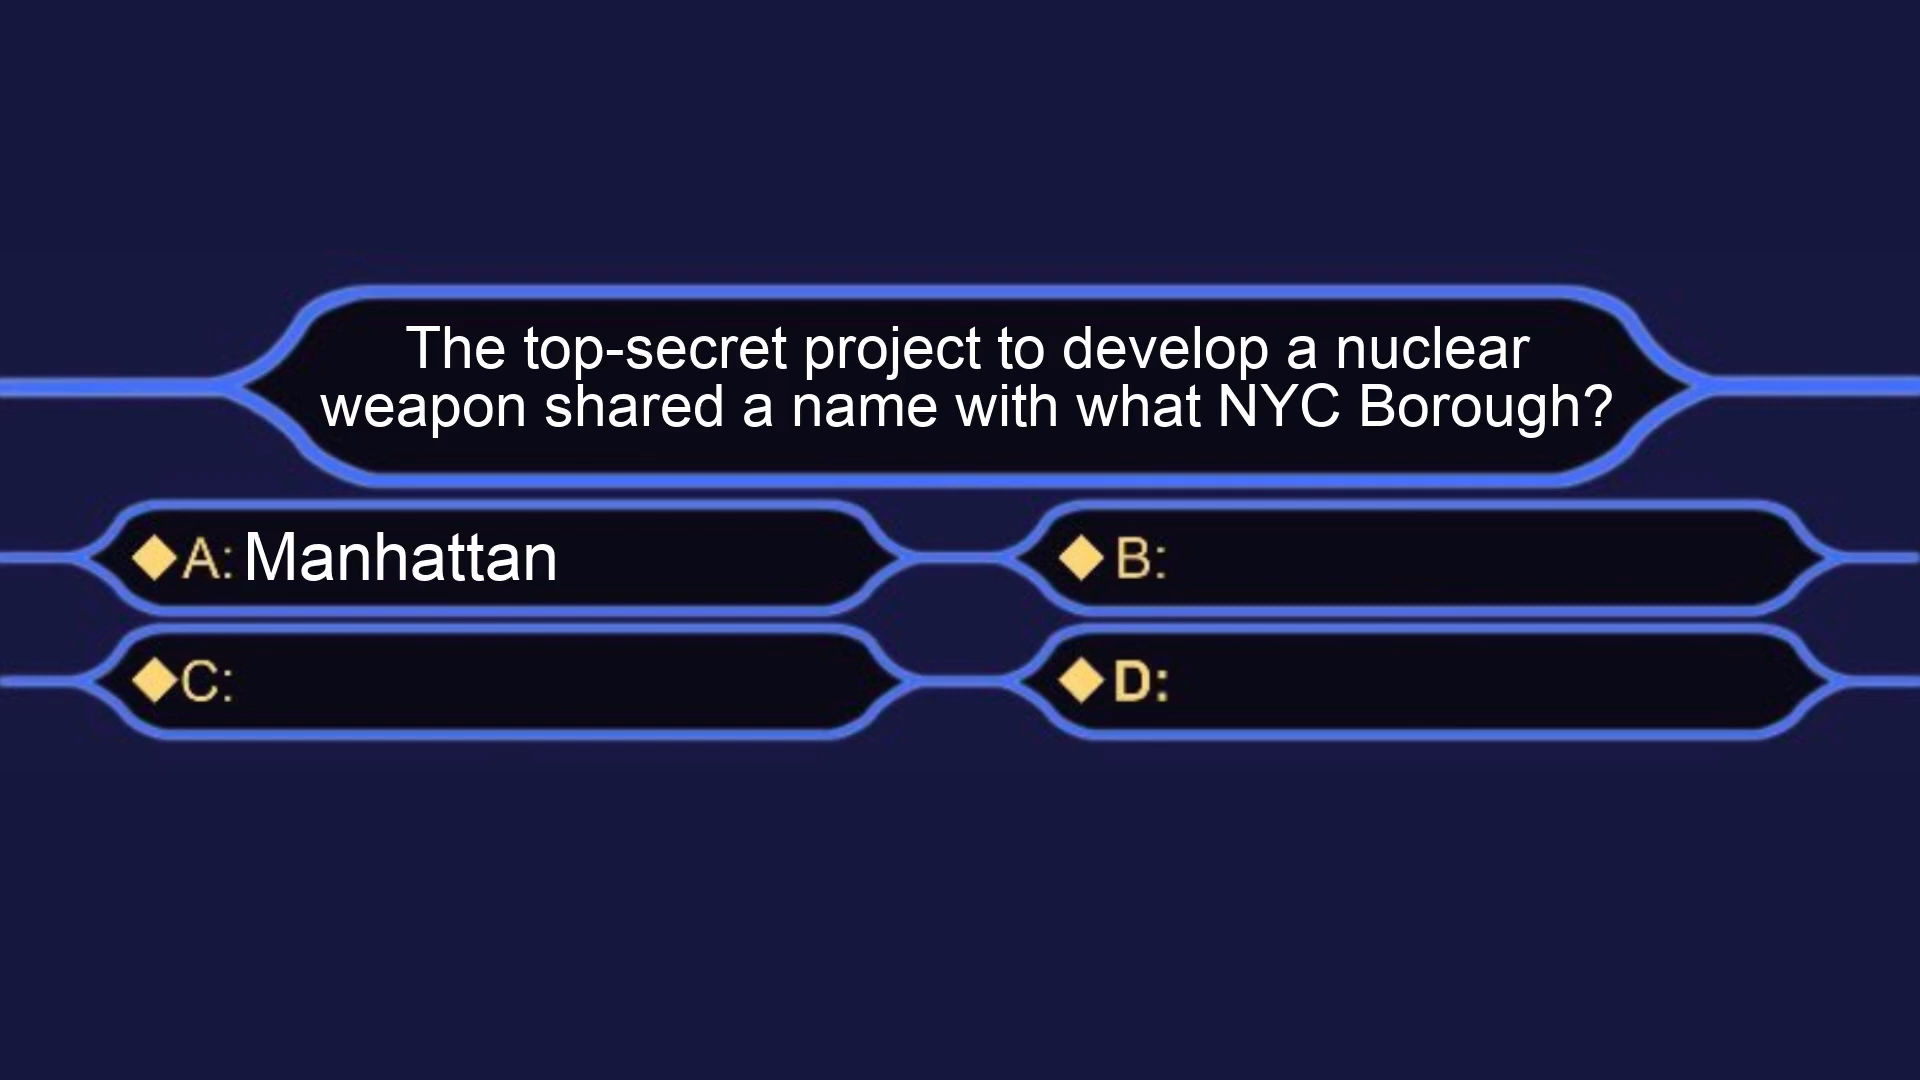 The top-secret project to develop a nuclear
weapon shared a name with what NYC Borough?
A: Manhattan
B:
C:
D: